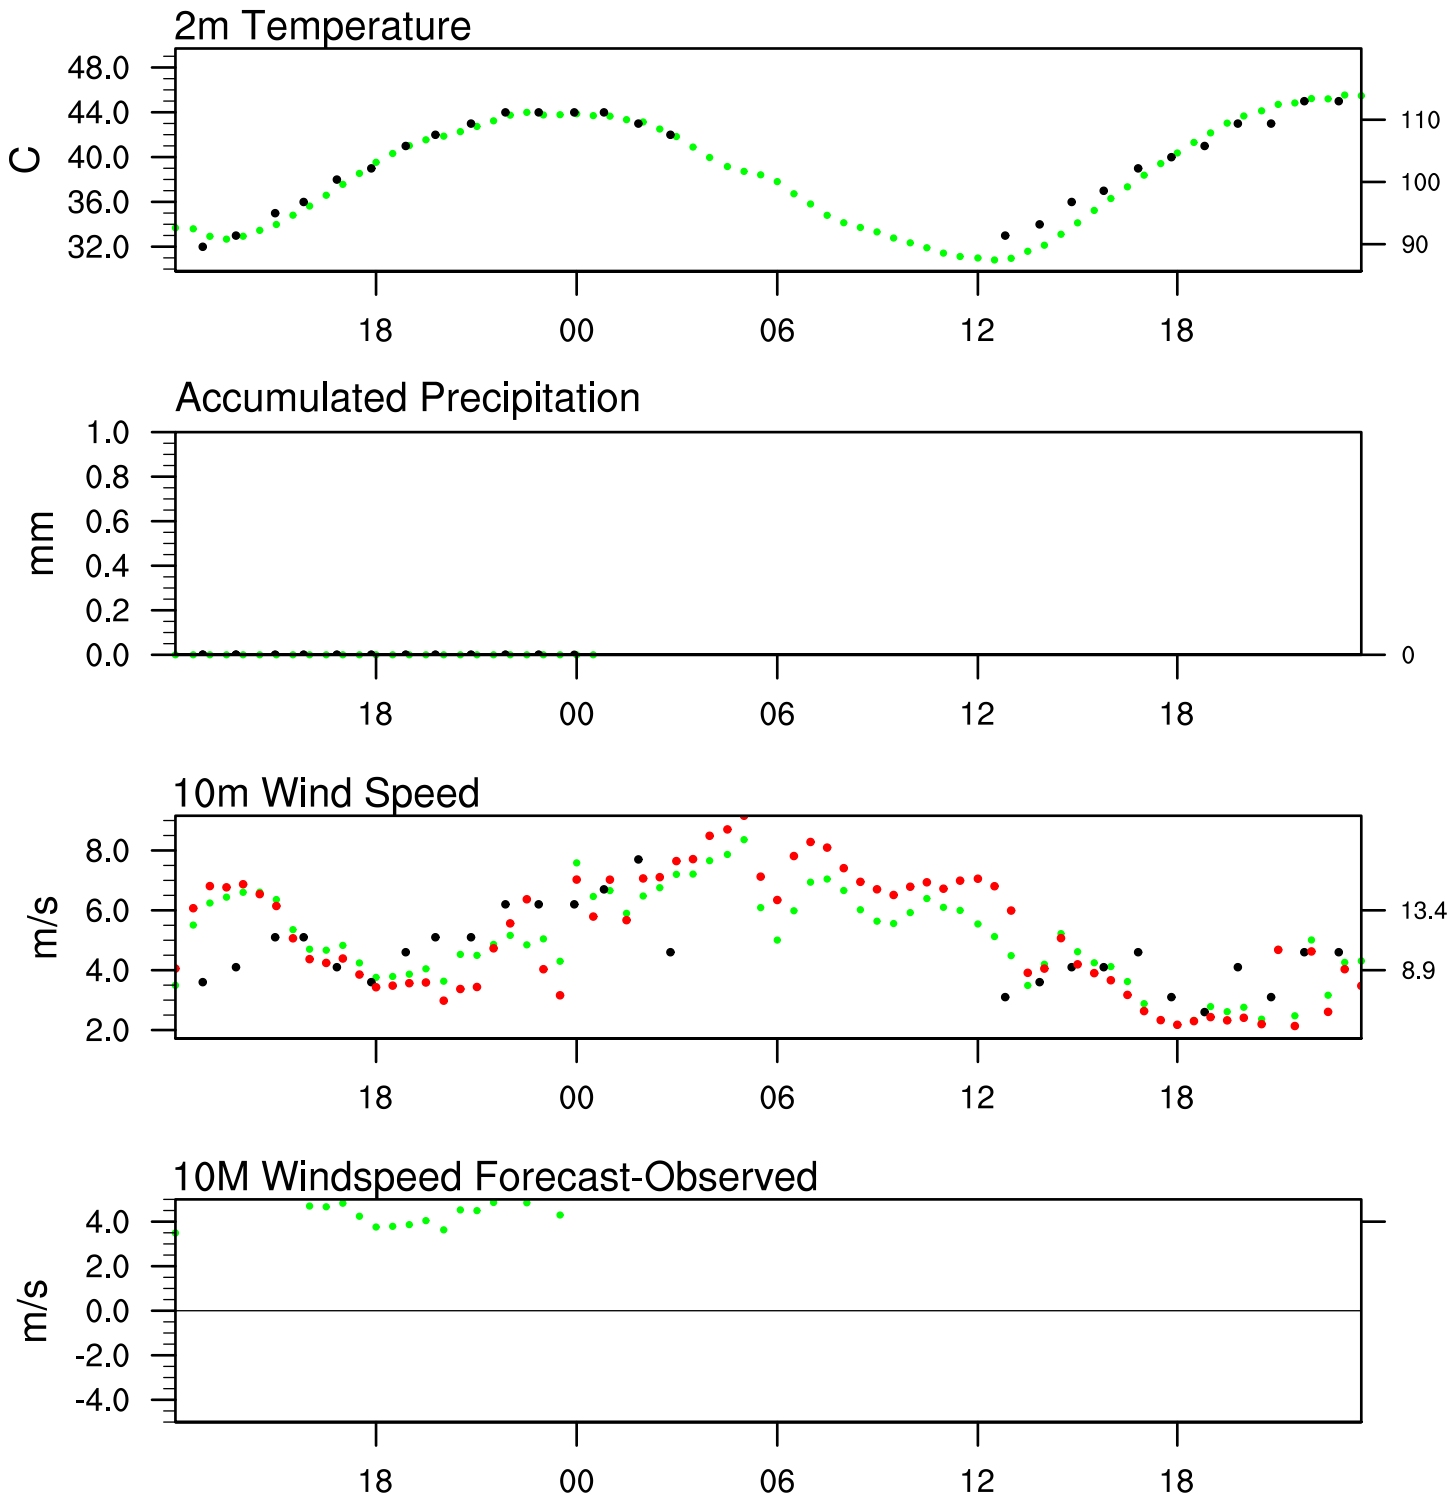 2m Temperature
48.0
44.0
40.0
36.0
32.0
C
110
100
90
18 00 06 12 18
Accumulated Precipitation
1.0
0.8
0.6
0.4
0.2
0.0
mm
0
18 00 06 12 18
10m Wind Speed
8.0
6.0
4.0
2.0
m/s
13.4
8.9
18 00 06 12 18
10M Windspeed Forecast-Observed
4.0
2.0
0.0
-2.0
-4.0
m/s
18 00 06 12 18